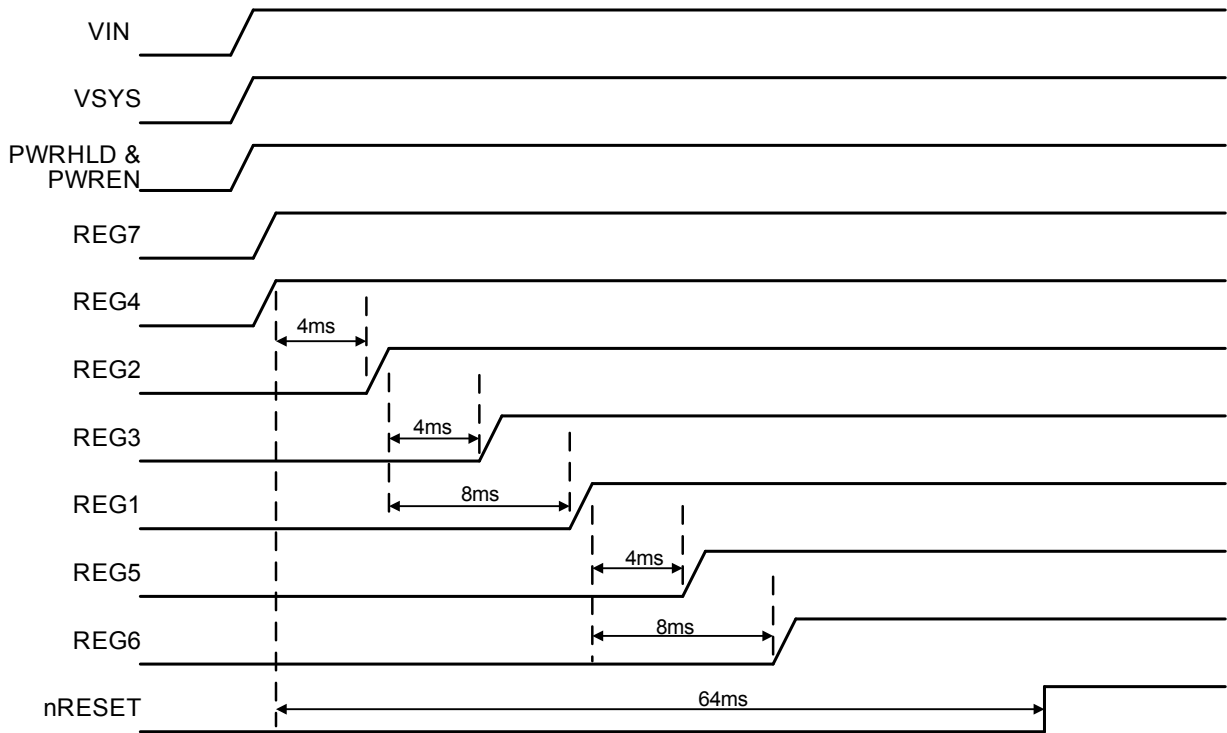 VIN
VSYS
PWRHLD &
PWREN
REG7
REG4
4ms
REG2
4ms
REG3
8ms
REG1
4ms
REG5
8ms
REG6
64ms
nRESET